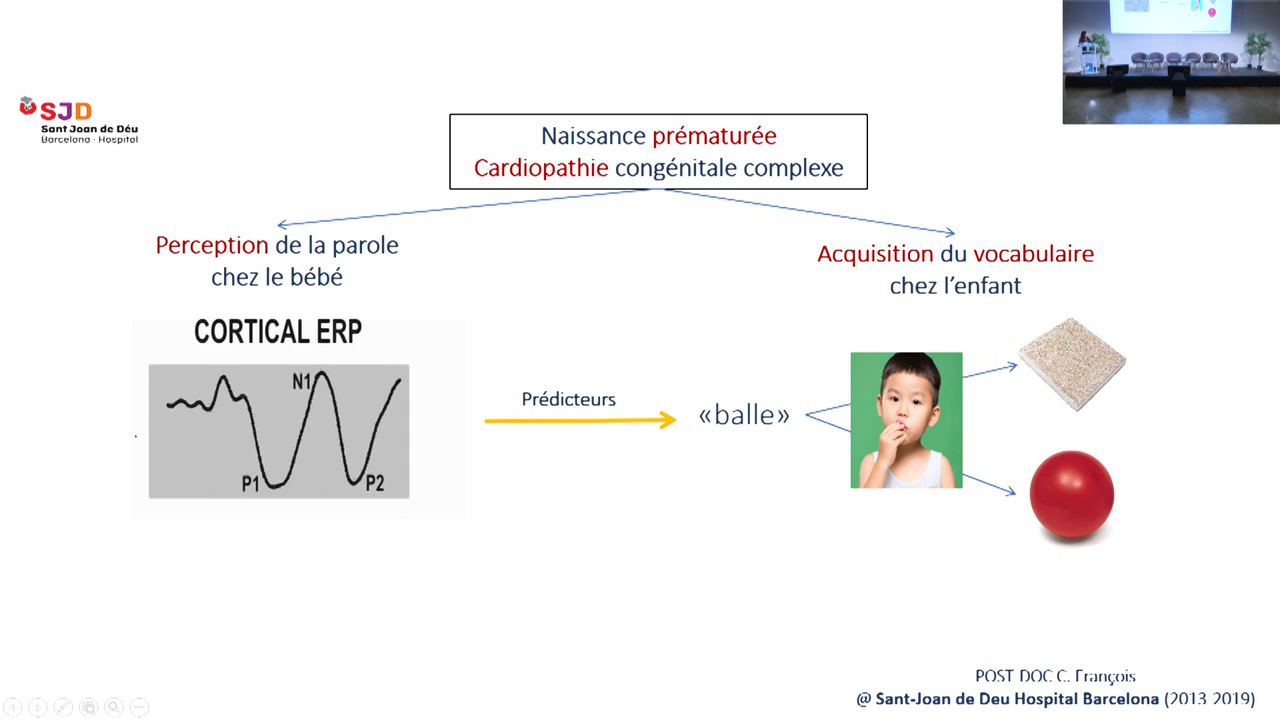 SJD
Sant Joan de Déu
Barcelona · Hospital
Naissance prématurée
Cardiopathie congénitale complexe
Perception de la parole
chez le bébé
Acquisition du vocabulaire
chez l'enfant
CORTICAL ERP
N1
P1
P2
Prédicteurs
«balle»
POST DOC C. François
@ Sant-Joan de Deu Hospital Barcelona (2013-2019)